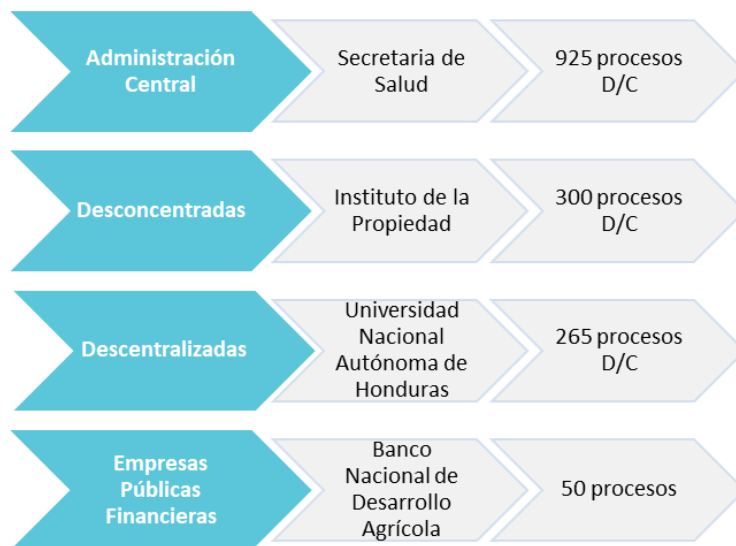 Administración
Central
Secretaria de
Salud
925 procesos
D/C
Desconcentradas
Instituto de la
Propiedad
300 procesos
D/C
Descentralizadas
Universidad
Nacional
Autónoma de
Honduras
265 procesos
D/C
Empresas
Públicas
Financieras
Banco
Nacional de
Desarrollo
Agrícola
50 procesos